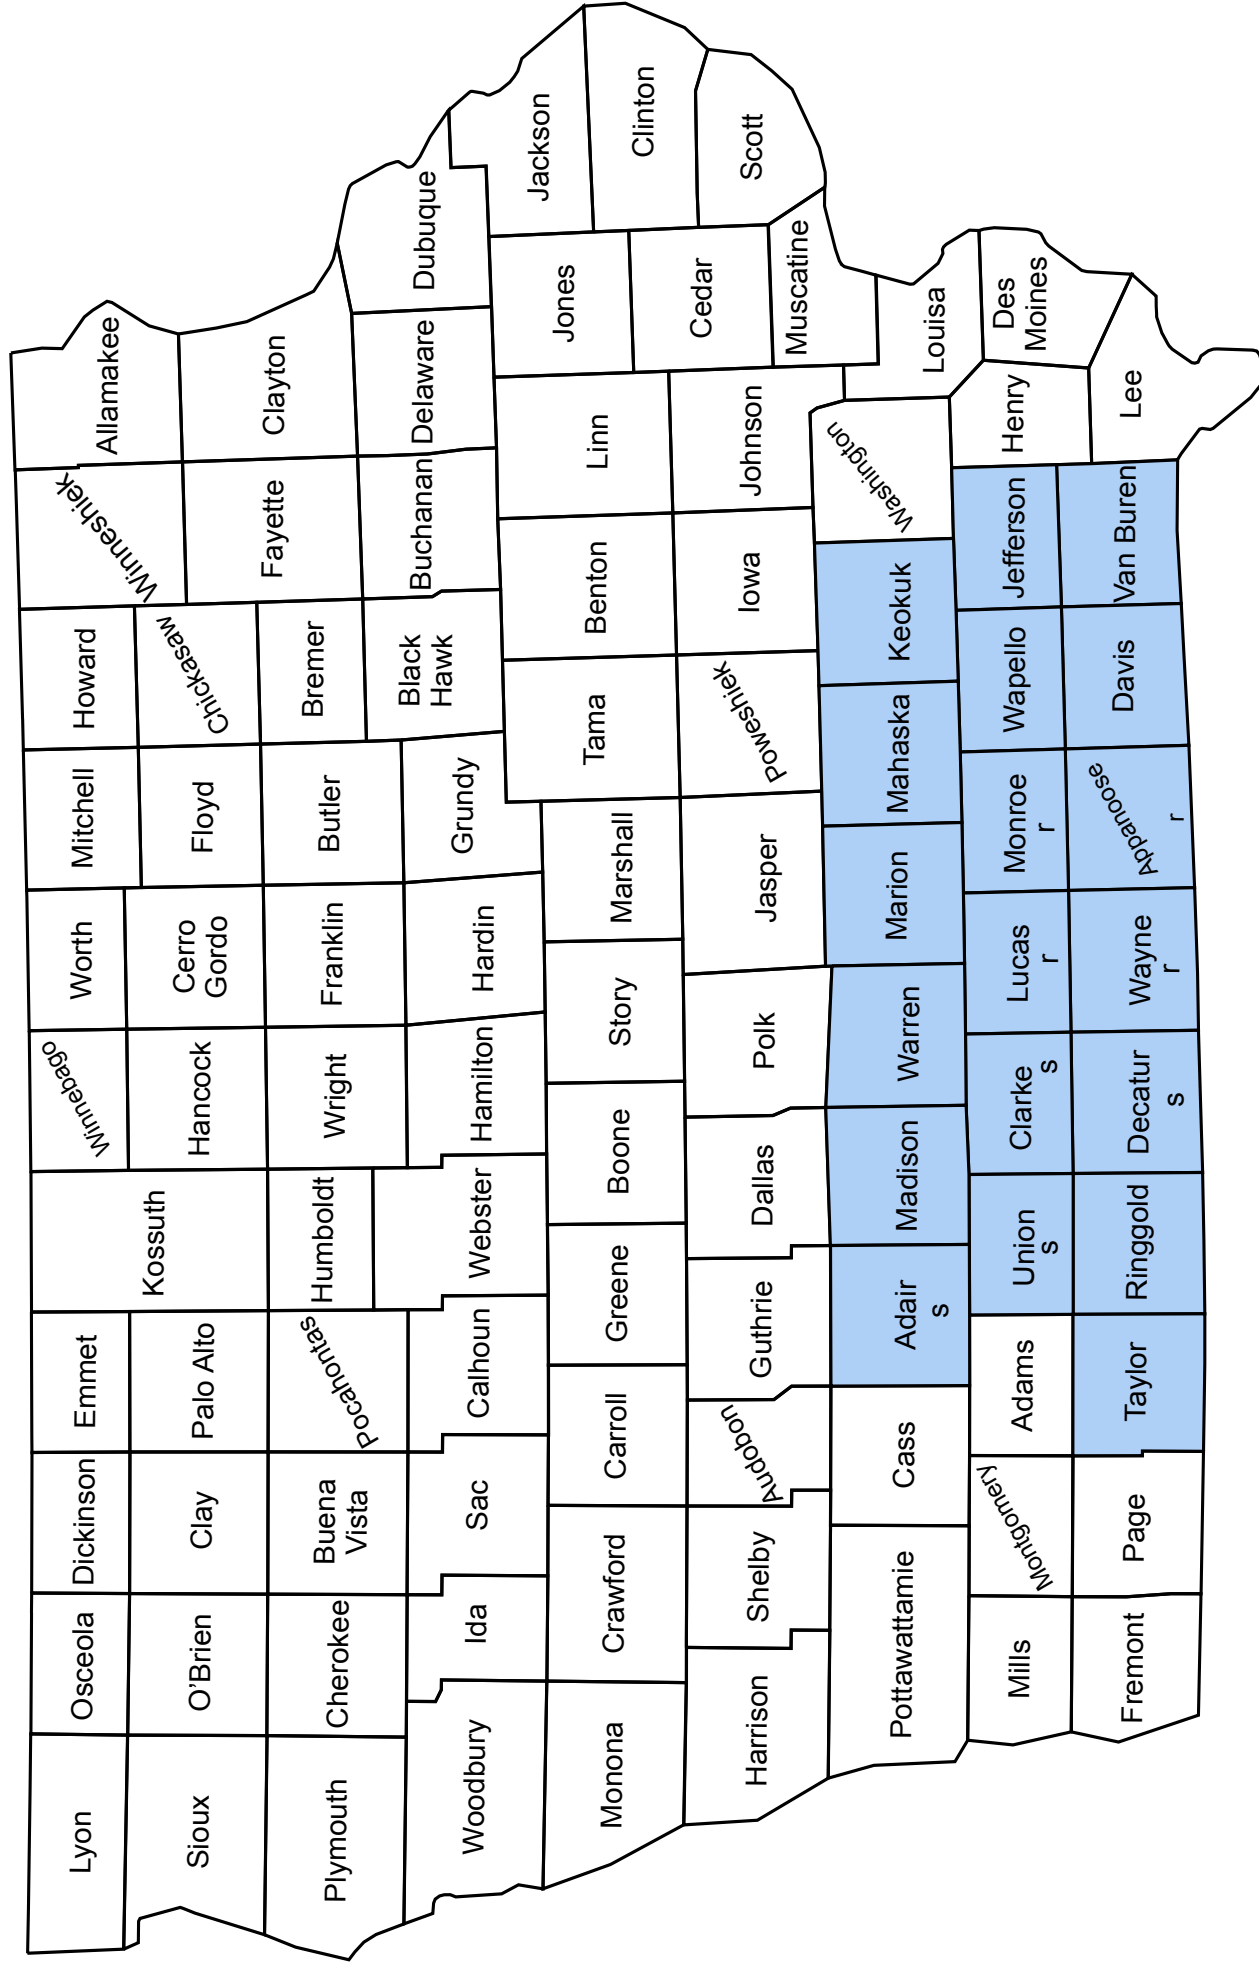 Lyon
Osceola
Dickinson
Emmet
Kossuth
Winnebago
Worth
Mitchell
Howard
Winneshiek
Allamakee
Sioux
O'Brien
Clay
Palo Alto
Hancock
Cerro
Gordo
Floyd
Chickasaw
Fayette
Clayton
Plymouth
Cherokee
Buena
Vista
Pocahontas
Humboldt
Wright
Franklin
Butler
Bremer
Woodbury
Ida
Sac
Calhoun
Webster
Hamilton
Hardin
Grundy
Black
Hawk
Buchanan
Delaware
Dubuque
Monona
Crawford
Carroll
Greene
Boone
Story
Marshall
Tama
Benton
Linn
Jones
Jackson
Clinton
Harrison
Shelby
Audobon
Guthrie
Dallas
Polk
Jasper
Poweshiek
Iowa
Johnson
Cedar
Scott
Muscatine
Pottawattamie
Cass
Adair
s
Madison
Warren
Marion
Mahaska
Keokuk
Washington
Louisa
Mills
Montgomery
Adams
Union
s
Clarke
s
Lucas
r
Monroe
r
Wapello
Jefferson
Henry
Des
Moines
Fremont
Page
Taylor
Ringgold
Decatur
s
Wayne
r
Appanoose
r
Davis
Van Buren
Lee